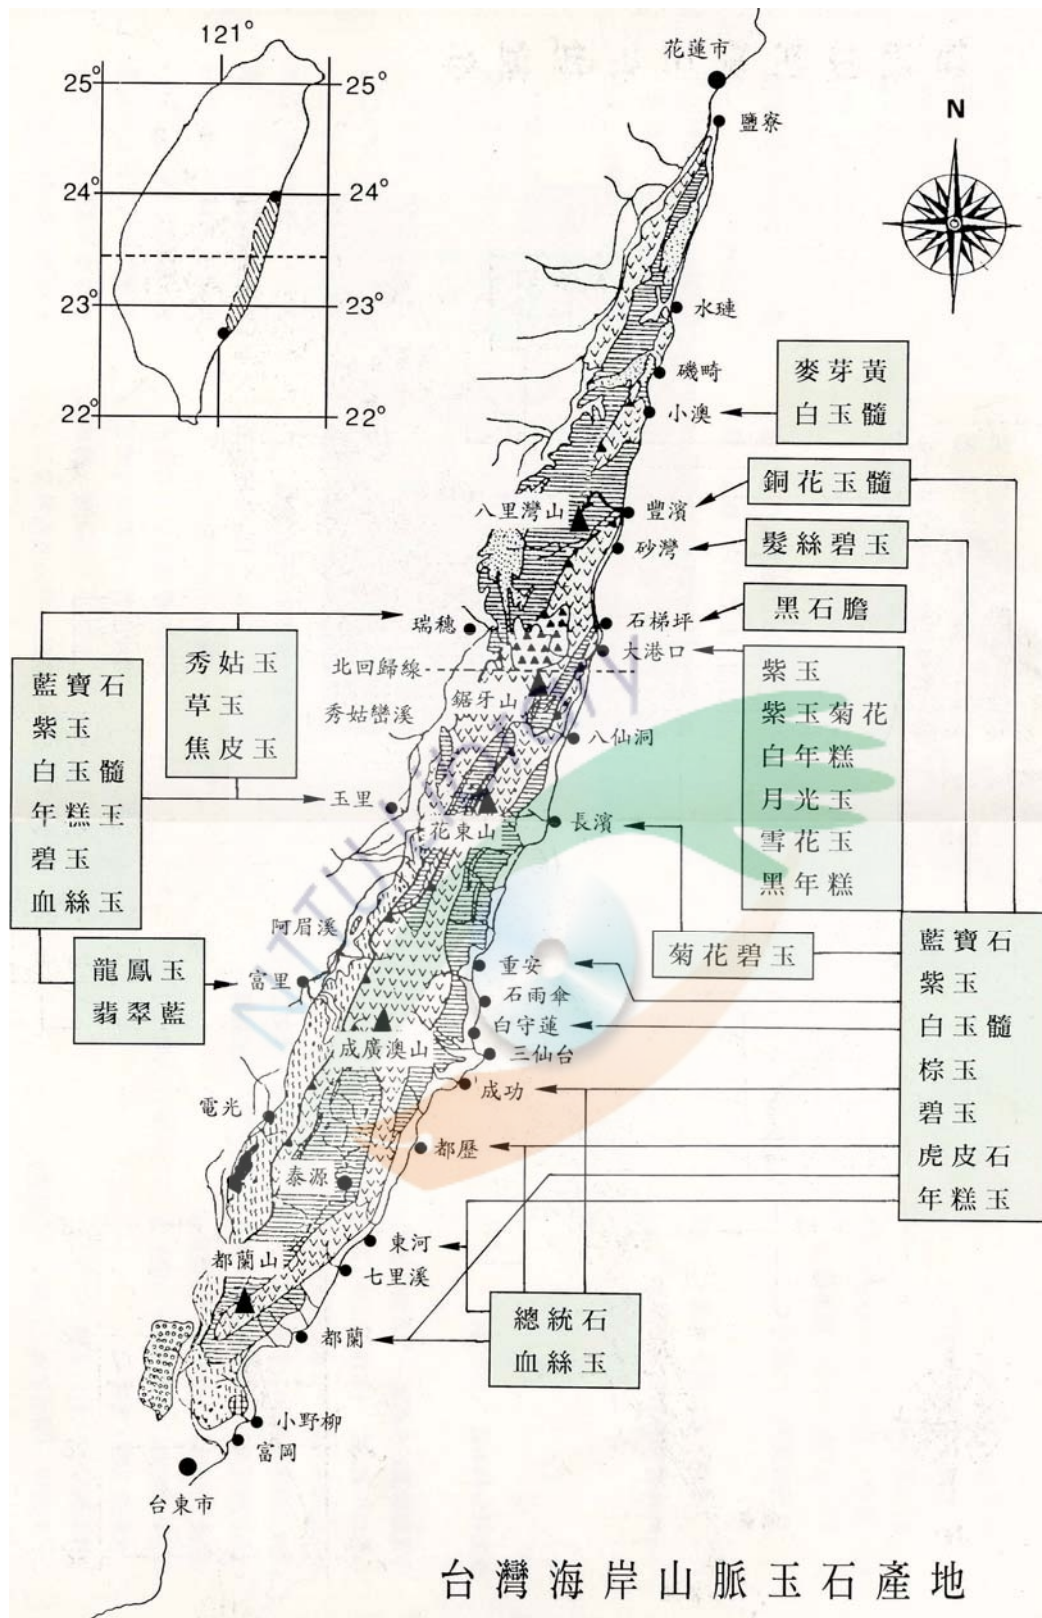 121°
25°
25°
24°
24°
23°
23°
22°
22°
N
花蓮市
鹽寮
水璉
磯畸
小澳
麥芽黃
白玉髓
銅花玉髓
八里灣山
豐濱
砂灣
髮絲碧玉
黑石膽
瑞穗
石梯坪
大港口
北回歸線
鋸牙山
秀姑巒溪
八仙洞
秀姑玉
草玉
焦皮玉
藍寶石
紫玉
白玉髓
年糕玉
碧玉
血絲玉
紫玉
紫玉菊花
白年糕
月光玉
雪花玉
黑年糕
玉里
花東山
長濱
阿眉溪
菊花碧玉
龍鳳玉
翡翠藍
富里
重安
石雨傘
白守蓮
三仙台
成廣澳山
成功
藍寶石
紫玉
白玉髓
棕玉
碧玉
虎皮石
年糕玉
電光
都歷
泰源
東河
都蘭山
七里溪
都蘭
總統石
血絲玉
小野柳
富岡
台東市
NTTU Library
台灣海岸山脈玉石產地